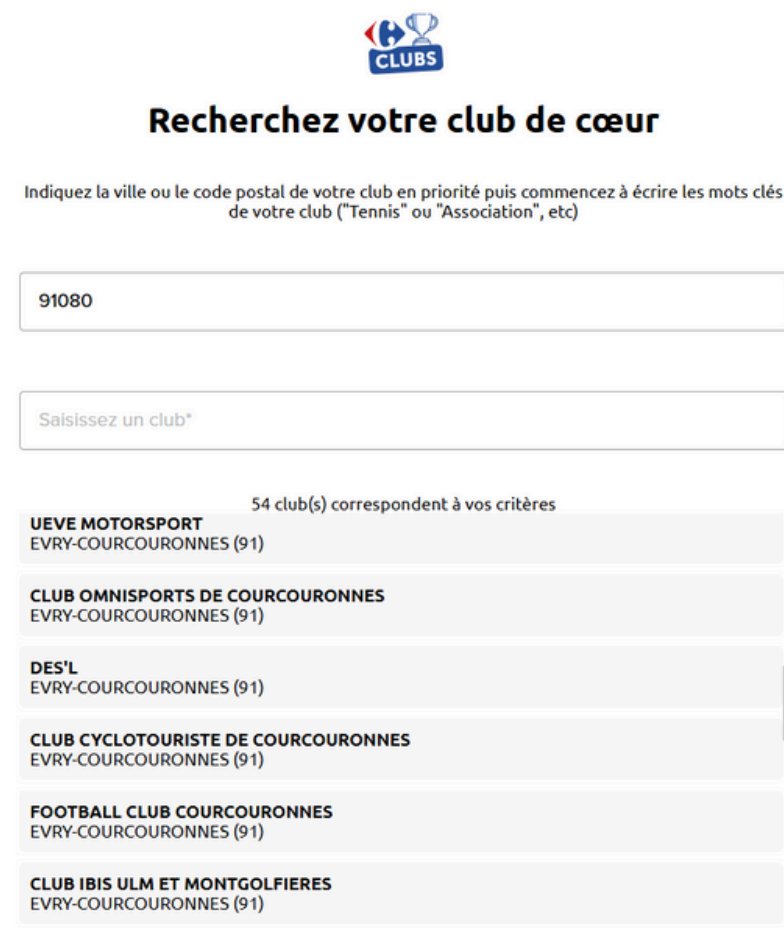 CLUBS
Recherchez votre club de cœur
Indiquez la ville ou le code postal de votre club en priorité puis commencez à écrire les mots clés
de votre club ("Tennis" ou "Association", etc)
91080
Saisissez un club*
54 club(s) correspondent à vos critères
UEVE MOTORSPORT
EVRY-COURCOURONNES (91)
CLUB OMNISPORTS DE COURCOURONNES
EVRY-COURCOURONNES (91)
DES'L
EVRY-COURCOURONNES (91)
CLUB CYCLOTOURISTE DE COURCOURONNES
EVRY-COURCOURONNES (91)
FOOTBALL CLUB COURCOURONNES
EVRY-COURCOURONNES (91)
CLUB IBIS ULM ET MONTGOLFIERES
EVRY-COURCOURONNES (91)